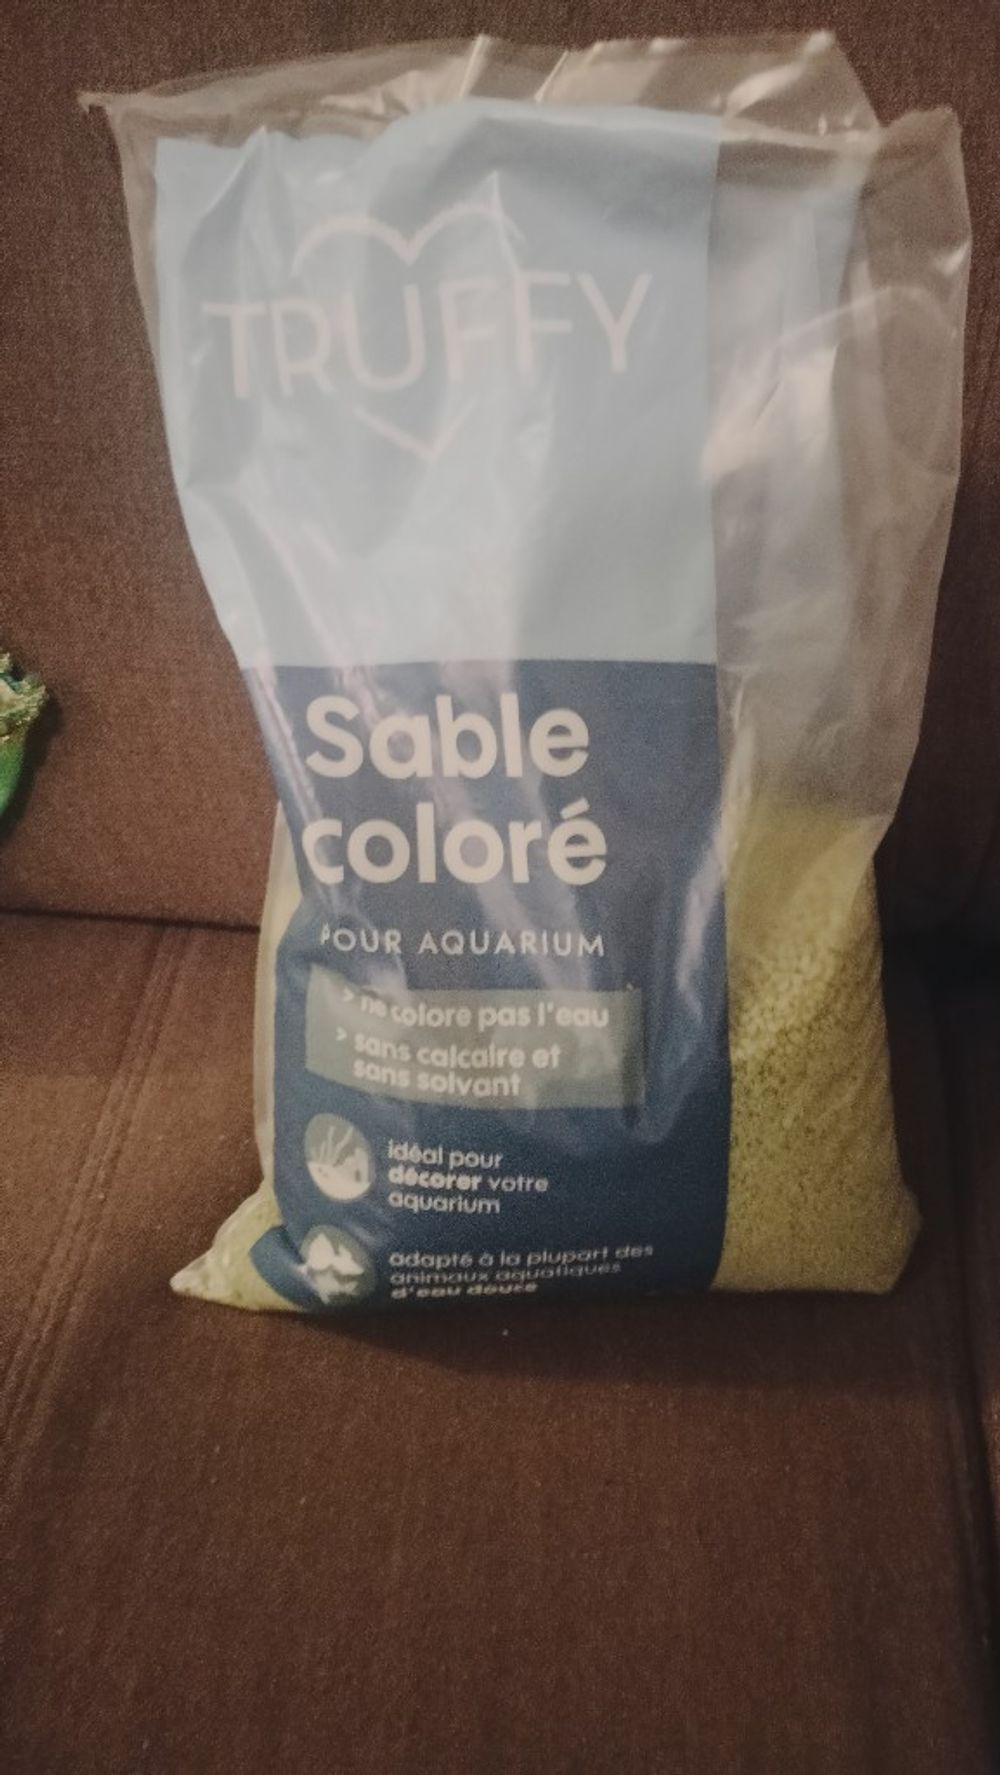 TRUFFY
Sable
coloré
POUR AQUARIUM
> ne colore pas l'eau
> sans calcaire et
sans solvant
idéal pour
décorer votre
aquarium
adapté à la plupart des
animaux aquatiques
d'eau douce